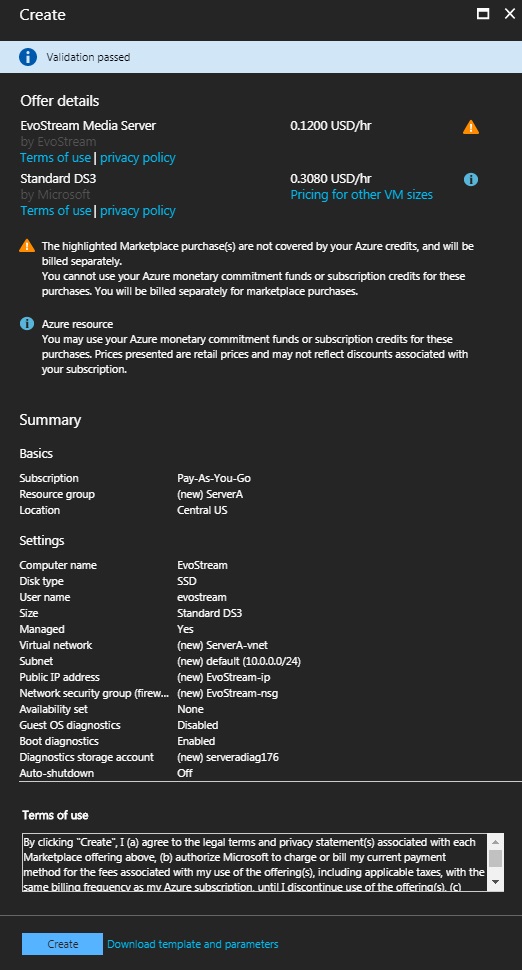 Create
Validation passed
Offer details
EvoStream Media Server 0.1200 USD/hr
by EvoStream
Terms of use | privacy policy
Standard DS3 0.3080 USD/hr
by Microsoft Pricing for other VM sizes
Terms of use | privacy policy
The highlighted Marketplace purchase(s) are not covered by your Azure credits, and will be
billed separately.
You cannot use your Azure monetary commitment funds or subscription credits for these
purchases. You will be billed separately for marketplace purchases.
Azure resource
You may use your Azure monetary commitment funds or subscription credits for these
purchases. Prices presented are retail prices and may not reflect discounts associated with
your subscription.
Summary
Basics
Subscription Pay-As-You-Go
Resource group (new) ServerA
Location Central US
Settings
Computer name EvoStream
Disk type SSD
User name evostream
Size Standard DS3
Managed Yes
Virtual network (new) ServerA-vnet
Subnet (new) default (10.0.0.0/24)
Public IP address (new) EvoStream-ip
Network security group (firew... (new) EvoStream-nsg
Availability set None
Guest OS diagnostics Disabled
Boot diagnostics Enabled
Diagnostics storage account (new) serveradiag176
Auto-shutdown Off
Terms of use
By clicking "Create", I (a) agree to the legal terms and privacy statement(s) associated with each
Marketplace offering above, (b) authorize Microsoft to charge or bill my current payment
method for the fees associated with my use of the offering(s), including applicable taxes, with the
same billing frequency as my Azure subscription, until I discontinue use of the offering(s), (c)
Create Download template and parameters